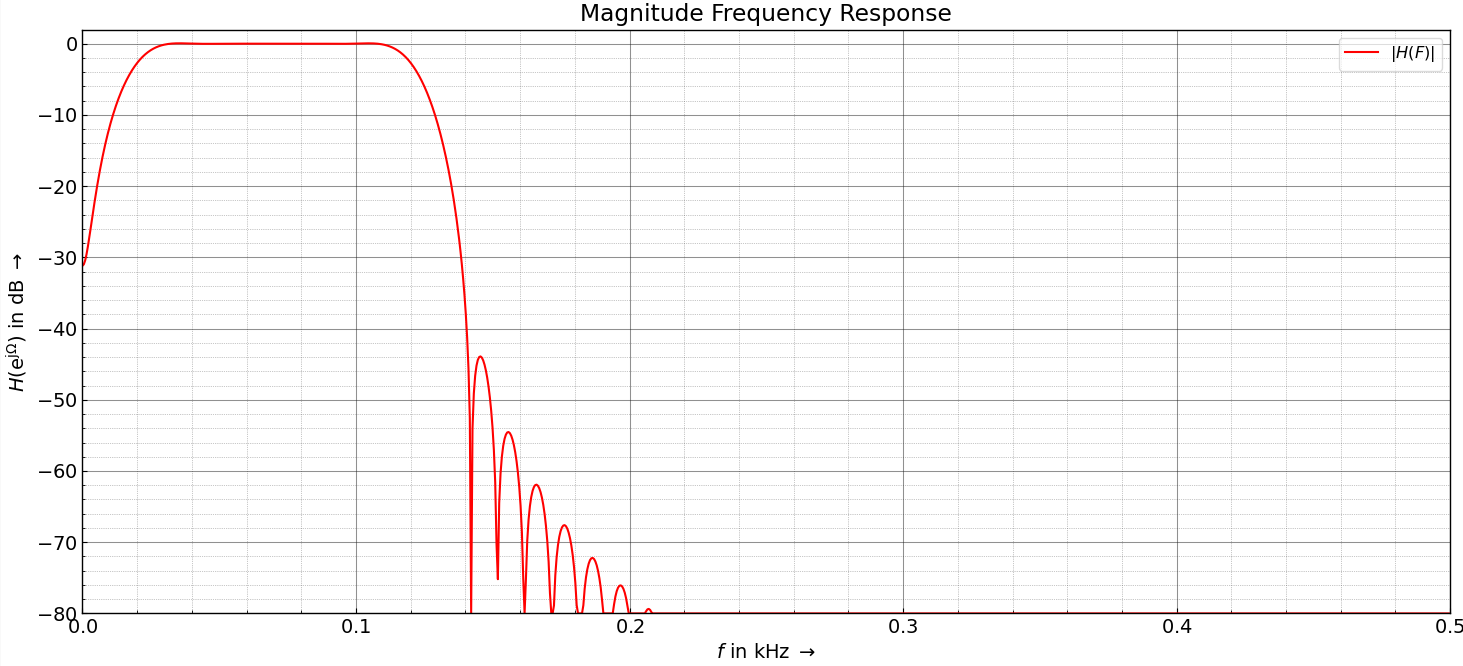 Magnitude Frequency Response
|H(F)|
0
−10
−20
−30
−40
−50
−60
−70
−80
H(e^jΩ) in dB →
0.0 0.1 0.2 0.3 0.4 0.5
f in kHz →